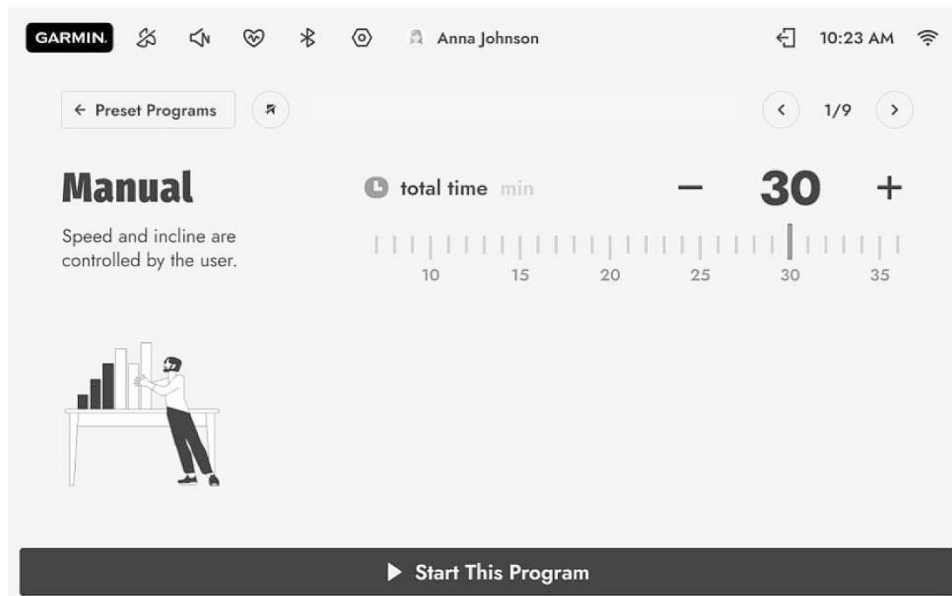 GARMIN. Anna Johnson 10:23 AM
Preset Programs 1/9
Manual
total time min 30
Speed and incline are
controlled by the user.
10 15 20 25 30 35
Start This Program